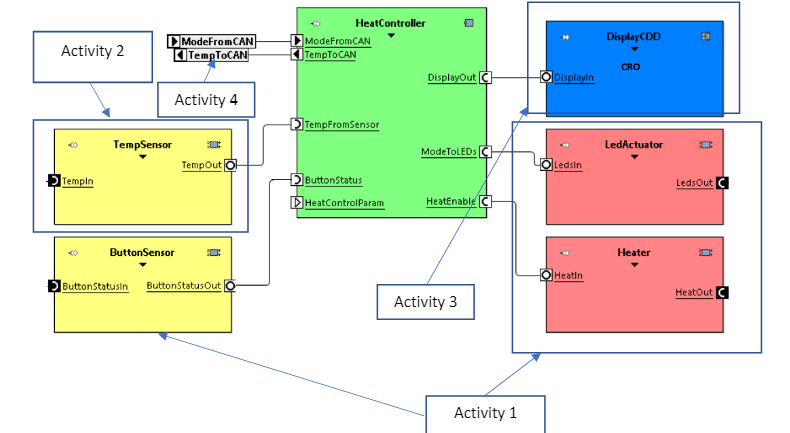 Activity 2
ModeFromCAN
TempToCAN
Activity 4
HeatController
ModeFromCAN
TempToCAN
DisplayOut
TempFromSensor
ModeToLEDs
ButtonStatus
HeatControlParam
HeatEnable
DisplayCDD
CRO
DisplayIn
TempSensor
TempOut
TempIn
LedActuator
LedsIn
LedsOut
ButtonSensor
ButtonStatusIn
ButtonStatusOut
Heater
HeatIn
HeatOut
Activity 3
Activity 1